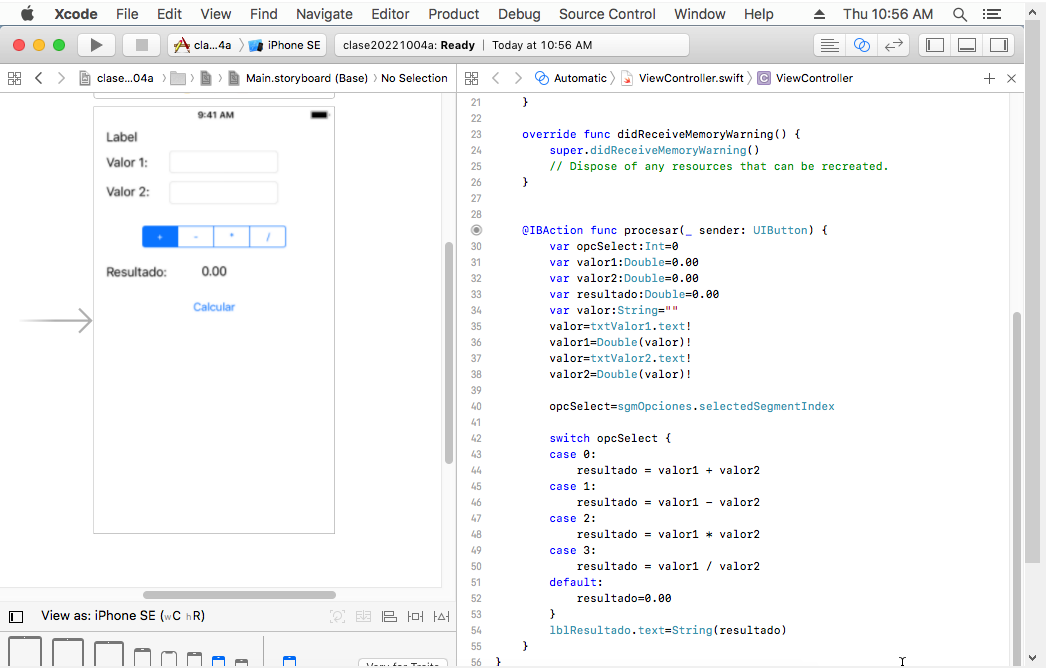 Xcode File Edit View Find Navigate Editor Product Debug Source Control Window Help Thu 10:56 AM
cla...4a iPhone SE clase20221004a: Ready | Today at 10:56 AM
clase...04a Main.storyboard (Base) No Selection
Automatic ViewController.swift C ViewController
9:41 AM
Label
Valor 1:
Valor 2:
+ - * /
Resultado: 0.00
Calcular
View as: iPhone SE (wC hR)
21 }
22
23 override func didReceiveMemoryWarning() {
24 super.didReceiveMemoryWarning()
25 // Dispose of any resources that can be recreated.
26 }
27
28
@IBAction func procesar(_ sender: UIButton) {
30 var opcSelect:Int=0
31 var valor1:Double=0.00
32 var valor2:Double=0.00
33 var resultado:Double=0.00
34 var valor:String=""
35 valor=txtValor1.text!
36 valor1=Double(valor)!
37 valor=txtValor2.text!
38 valor2=Double(valor)!
39
40 opcSelect=sgmOpciones.selectedSegmentIndex
41
42 switch opcSelect {
43 case 0:
44 resultado = valor1 + valor2
45 case 1:
46 resultado = valor1 - valor2
47 case 2:
48 resultado = valor1 * valor2
49 case 3:
50 resultado = valor1 / valor2
51 default:
52 resultado=0.00
53 }
54 lblResultado.text=String(resultado)
55 }
56 }